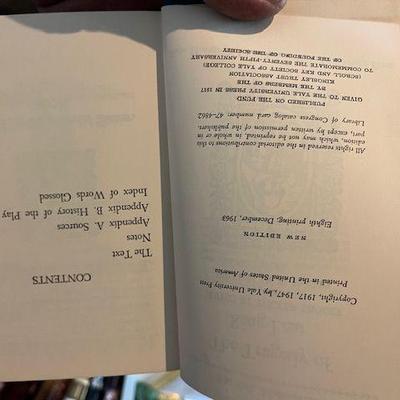 Copyright, 1917, 1947, by Yale University Press
Printed in the United States of America
NEW EDITION
Eighth printing, December, 1963
All rights reserved in the editorial contributions to this
edition, which may not be reprinted, in whole or in
part, except by written permission of the publishers.
Library of Congress catalog card number: 47-4862
PUBLISHED ON THE FUND
GIVEN TO THE YALE UNIVERSITY PRESS IN 1917
BY THE MEMBERS OF THE
KINGSLEY TRUST ASSOCIATION
(SCROLL AND KEY SOCIETY OF YALE COLLEGE)
TO COMMEMORATE THE SEVENTY-FIFTH ANNIVERSARY
OF THE FOUNDING OF THE SOCIETY
CONTENTS
The Text
Notes
Appendix A. Sources
Appendix B. History of the Play
Index of Words Glossed